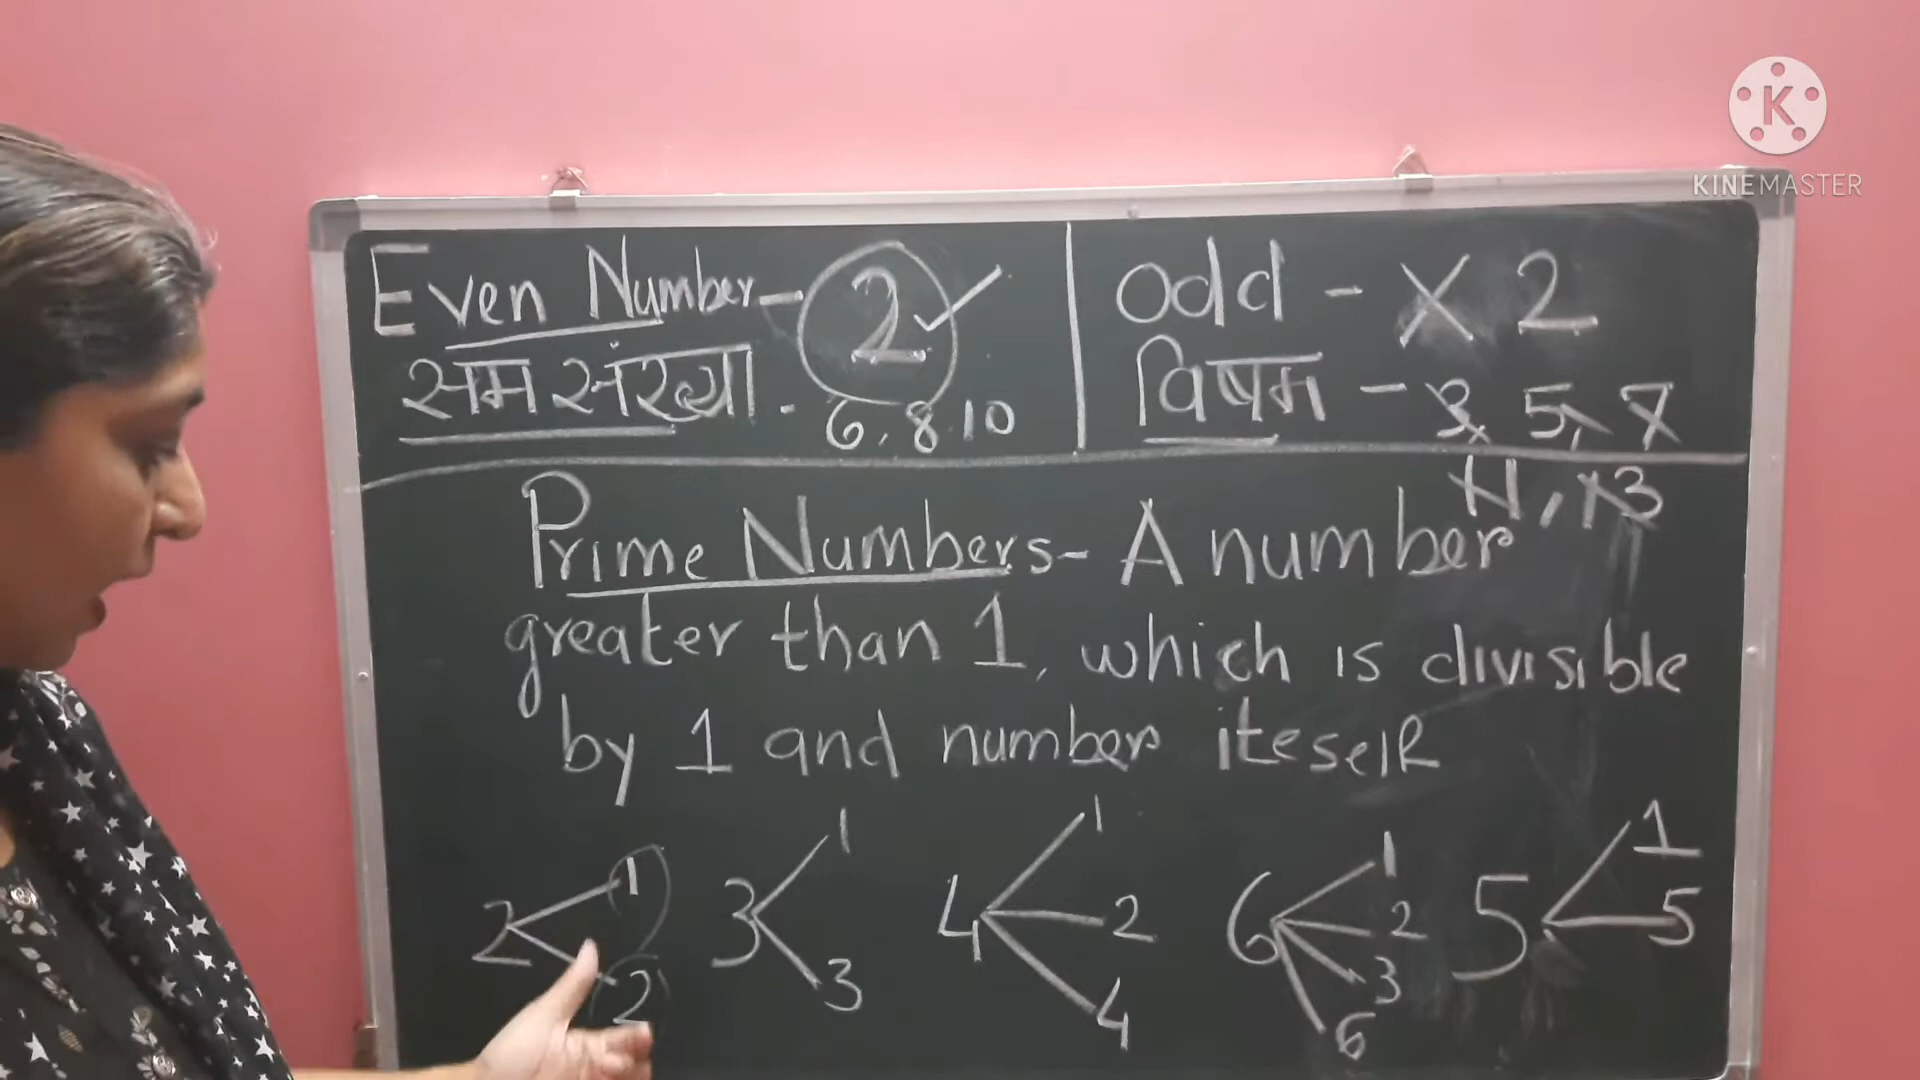 KINEMASTER
Even Number - 2 ✓
सम संख्या . 6, 8, 10
Odd - X 2
विषम - 3, 5, 7
11, 13
Prime Numbers - A number
greater than 1, which is divisible
by 1 and number iteself
2 1 2
3 1 3
4 1 2 4
6 1 2 3 6
5 1 5